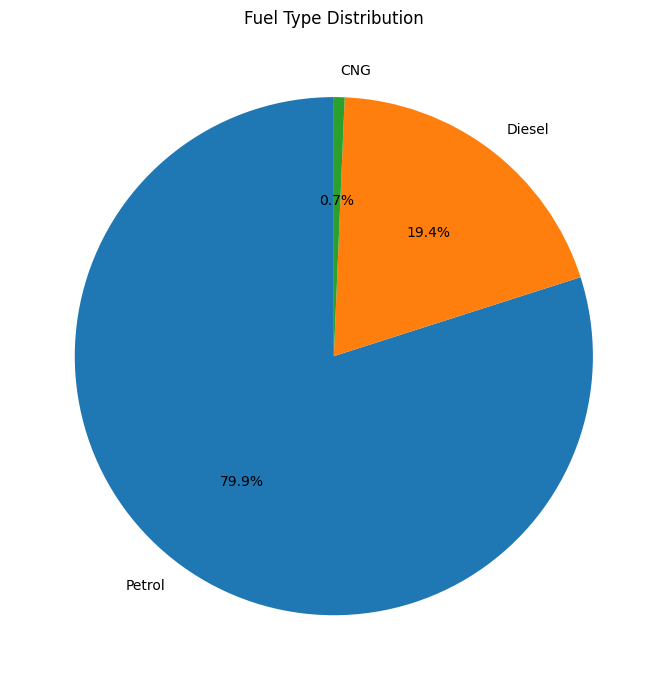 Fuel Type Distribution
CNG
Diesel
0.7%
19.4%
79.9%
Petrol